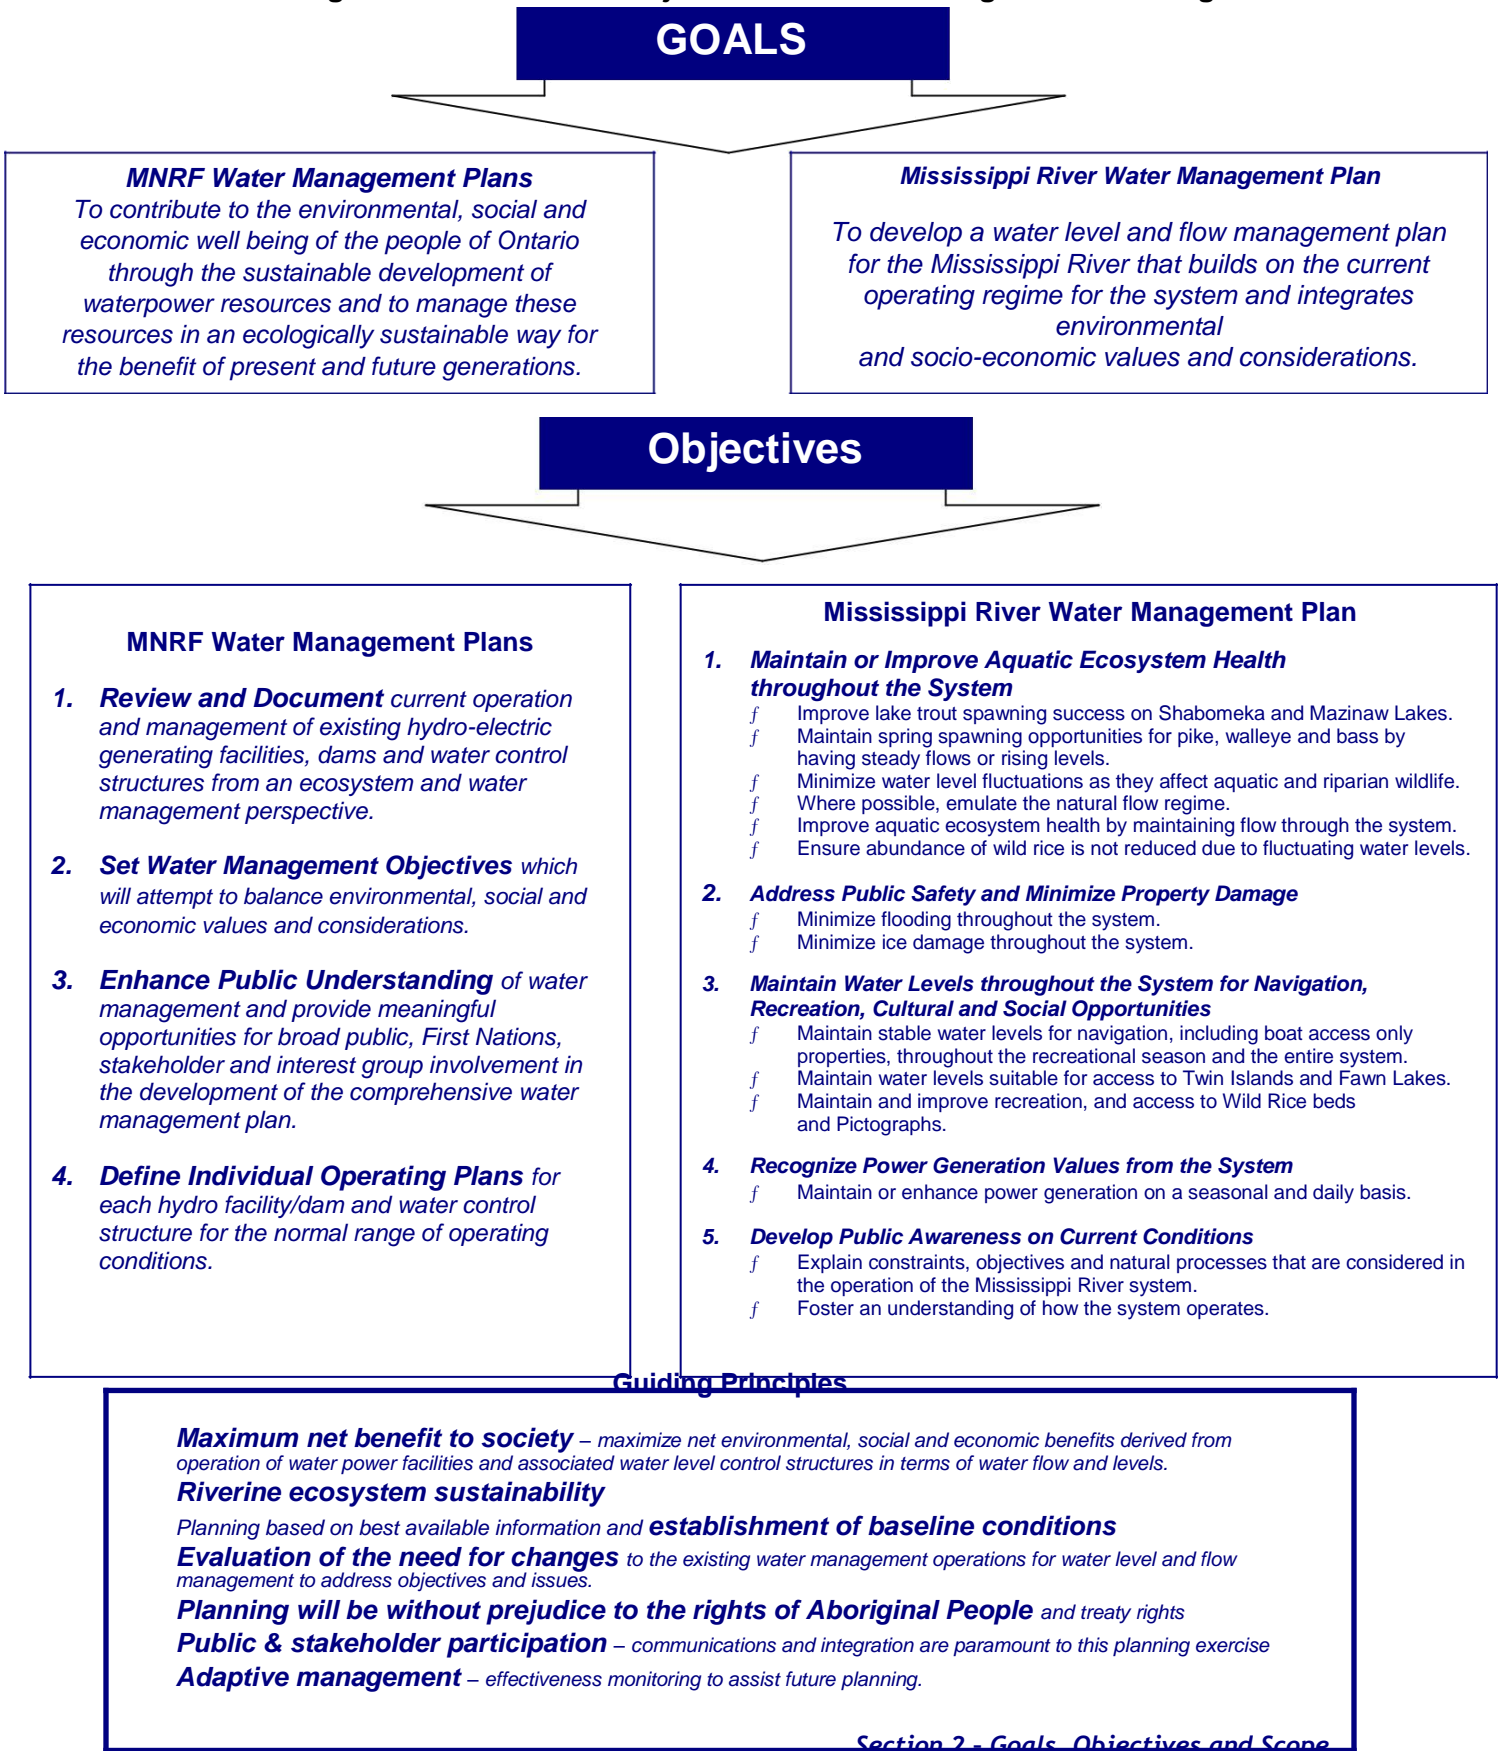 GOALS
MNRF Water Management Plans
To contribute to the environmental, social and
economic well being of the people of Ontario
through the sustainable development of
waterpower resources and to manage these
resources in an ecologically sustainable way for
the benefit of present and future generations.
Mississippi River Water Management Plan
To develop a water level and flow management plan
for the Mississippi River that builds on the current
operating regime for the system and integrates
environmental
and socio-economic values and considerations.
Objectives
MNRF Water Management Plans
1. Review and Document current operation
and management of existing hydro-electric
generating facilities, dams and water control
structures from an ecosystem and water
management perspective.
2. Set Water Management Objectives which
will attempt to balance environmental, social and
economic values and considerations.
3. Enhance Public Understanding of water
management and provide meaningful
opportunities for broad public, First Nations,
stakeholder and interest group involvement in
the development of the comprehensive water
management plan.
4. Define Individual Operating Plans for
each hydro facility/dam and water control
structure for the normal range of operating
conditions.
Mississippi River Water Management Plan
1. Maintain or Improve Aquatic Ecosystem Health
throughout the System
ƒ Improve lake trout spawning success on Shabomeka and Mazinaw Lakes.
ƒ Maintain spring spawning opportunities for pike, walleye and bass by
having steady flows or rising levels.
ƒ Minimize water level fluctuations as they affect aquatic and riparian wildlife.
ƒ Where possible, emulate the natural flow regime.
ƒ Improve aquatic ecosystem health by maintaining flow through the system.
ƒ Ensure abundance of wild rice is not reduced due to fluctuating water levels.
2. Address Public Safety and Minimize Property Damage
ƒ Minimize flooding throughout the system.
ƒ Minimize ice damage throughout the system.
3. Maintain Water Levels throughout the System for Navigation,
Recreation, Cultural and Social Opportunities
ƒ Maintain stable water levels for navigation, including boat access only
properties, throughout the recreational season and the entire system.
ƒ Maintain water levels suitable for access to Twin Islands and Fawn Lakes.
ƒ Maintain and improve recreation, and access to Wild Rice beds
and Pictographs.
4. Recognize Power Generation Values from the System
ƒ Maintain or enhance power generation on a seasonal and daily basis.
5. Develop Public Awareness on Current Conditions
ƒ Explain constraints, objectives and natural processes that are considered in
the operation of the Mississippi River system.
ƒ Foster an understanding of how the system operates.
Guiding Principles
Maximum net benefit to society – maximize net environmental, social and economic benefits derived from
operation of water power facilities and associated water level control structures in terms of water flow and levels.
Riverine ecosystem sustainability
Planning based on best available information and establishment of baseline conditions
Evaluation of the need for changes to the existing water management operations for water level and flow
management to address objectives and issues.
Planning will be without prejudice to the rights of Aboriginal People and treaty rights
Public & stakeholder participation – communications and integration are paramount to this planning exercise
Adaptive management – effectiveness monitoring to assist future planning.
Section 2 - Goals, Objectives and Scope